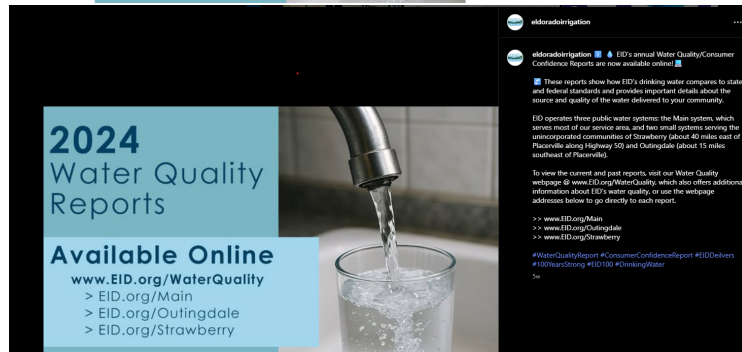 2024
Water Quality
Reports
Available Online
www.EID.org/WaterQuality
> EID.org/Main
> EID.org/Outingdale
> EID.org/Strawberry
eldoradoirrigation
eldoradoirrigation EID's annual Water Quality/Consumer
Confidence Reports are now available online!
These reports show how EID's drinking water compares to state
and federal standards and provides important details about the
source and quality of the water delivered to your community.
EID operates three public water systems: the Main system, which
serves most of our service area, and two small systems serving the
unincorporated communities of Strawberry (about 40 miles east of
Placerville along Highway 50) and Outingdale (about 15 miles
southeast of Placerville).
To view the current and past reports, visit our Water Quality
webpage @ www.EID.org/WaterQuality, which also offers additiona
information about EID's water quality, or use the webpage
addresses below to go directly to each report.
>> www.EID.org/Main
>> www.EID.org/Outingdale
>> www.EID.org/Strawberry
#WaterQualityReport #ConsumerConfidenceReport #EIDDeilvers
#100YearsStrong #EID100 #DrinkingWater
5w